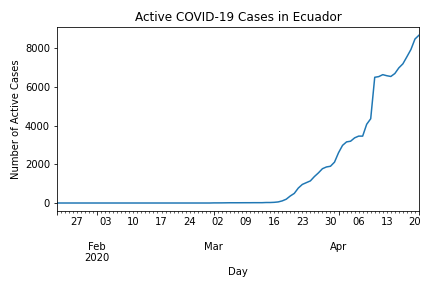 Active COVID-19 Cases in Ecuador
Number of Active Cases
8000
6000
4000
2000
0
27 03 10 17 24 02 09 16 23 30 06 13 20
Feb Mar Apr
2020
Day